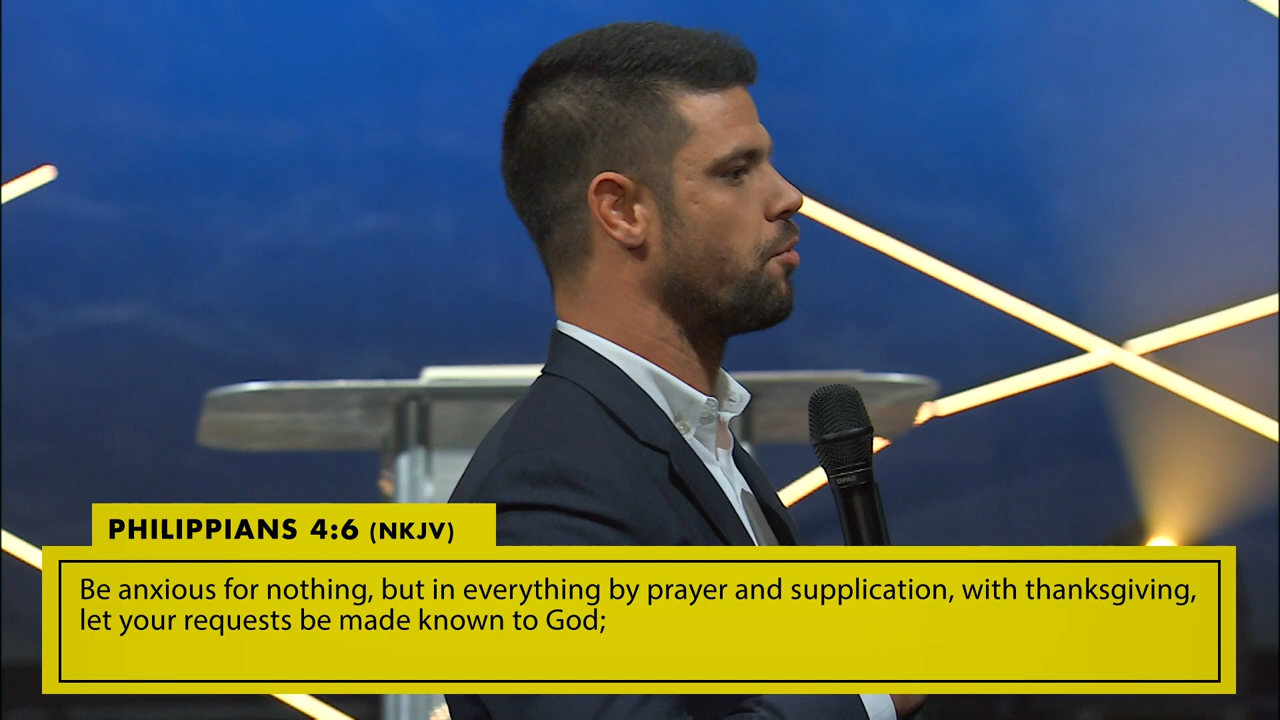 PHILIPPIANS 4:6 (NKJV)
Be anxious for nothing, but in everything by prayer and supplication, with thanksgiving,
let your requests be made known to God;